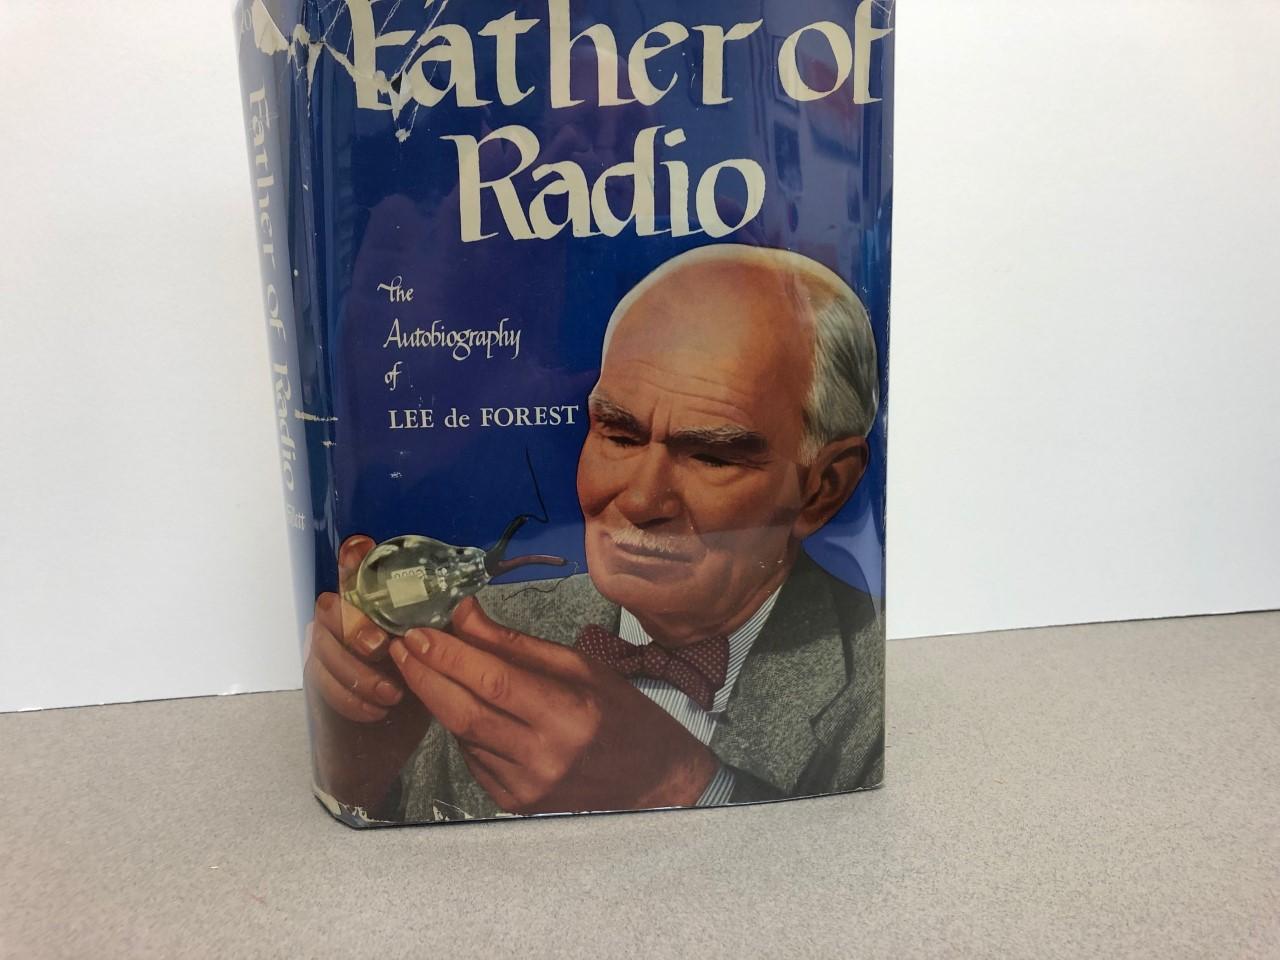 Father of
Radio
The
Autobiography
of
LEE de FOREST
Father of Radio